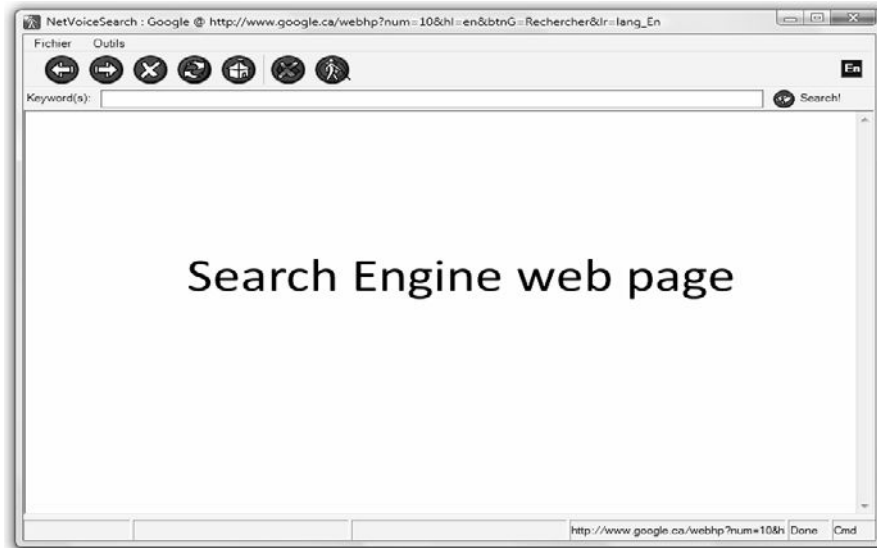 NetVoiceSearch : Google @ http://www.google.ca/webhp?num=10&hl=en&btnG=Rechercher&lr=lang_En
Fichier Outils
En
Keyword(s): Search!
Search Engine web page
http://www.google.ca/webhp?num=10&h Done Cmd